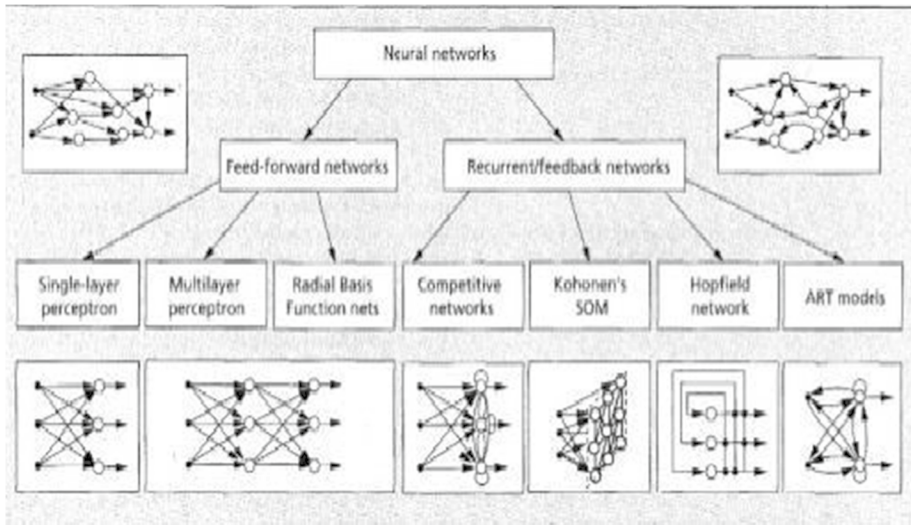 Neural networks
Feed-forward networks
Recurrent/feedback networks
Single-layer
perceptron
Multilayer
perceptron
Radial Basis
Function nets
Competitive
networks
Kohonen's
SOM
Hopfield
network
ART models